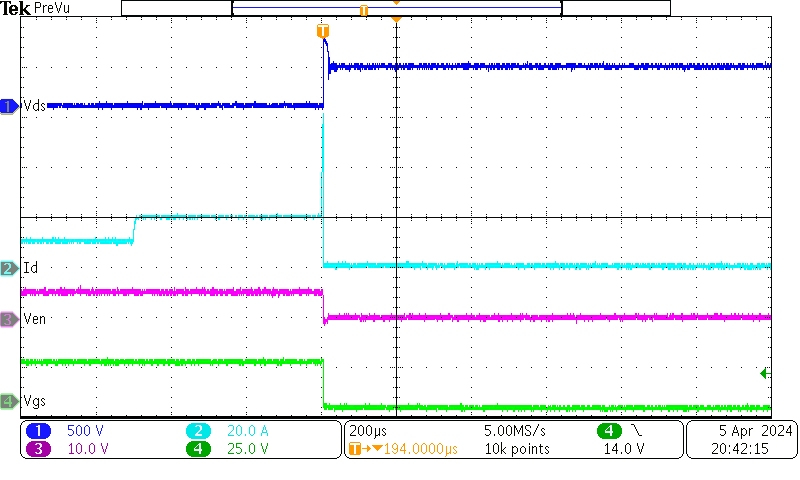 Tek PreVu
T
T
1 Vds
2 Id
3 Ven
4 Vgs
1 500 V 2 20.0 A 200µs 5.00MS/s 4 5 Apr 2024
3 10.0 V 4 25.0 V T→▼194.0000µs 10k points 14.0 V 20:42:15